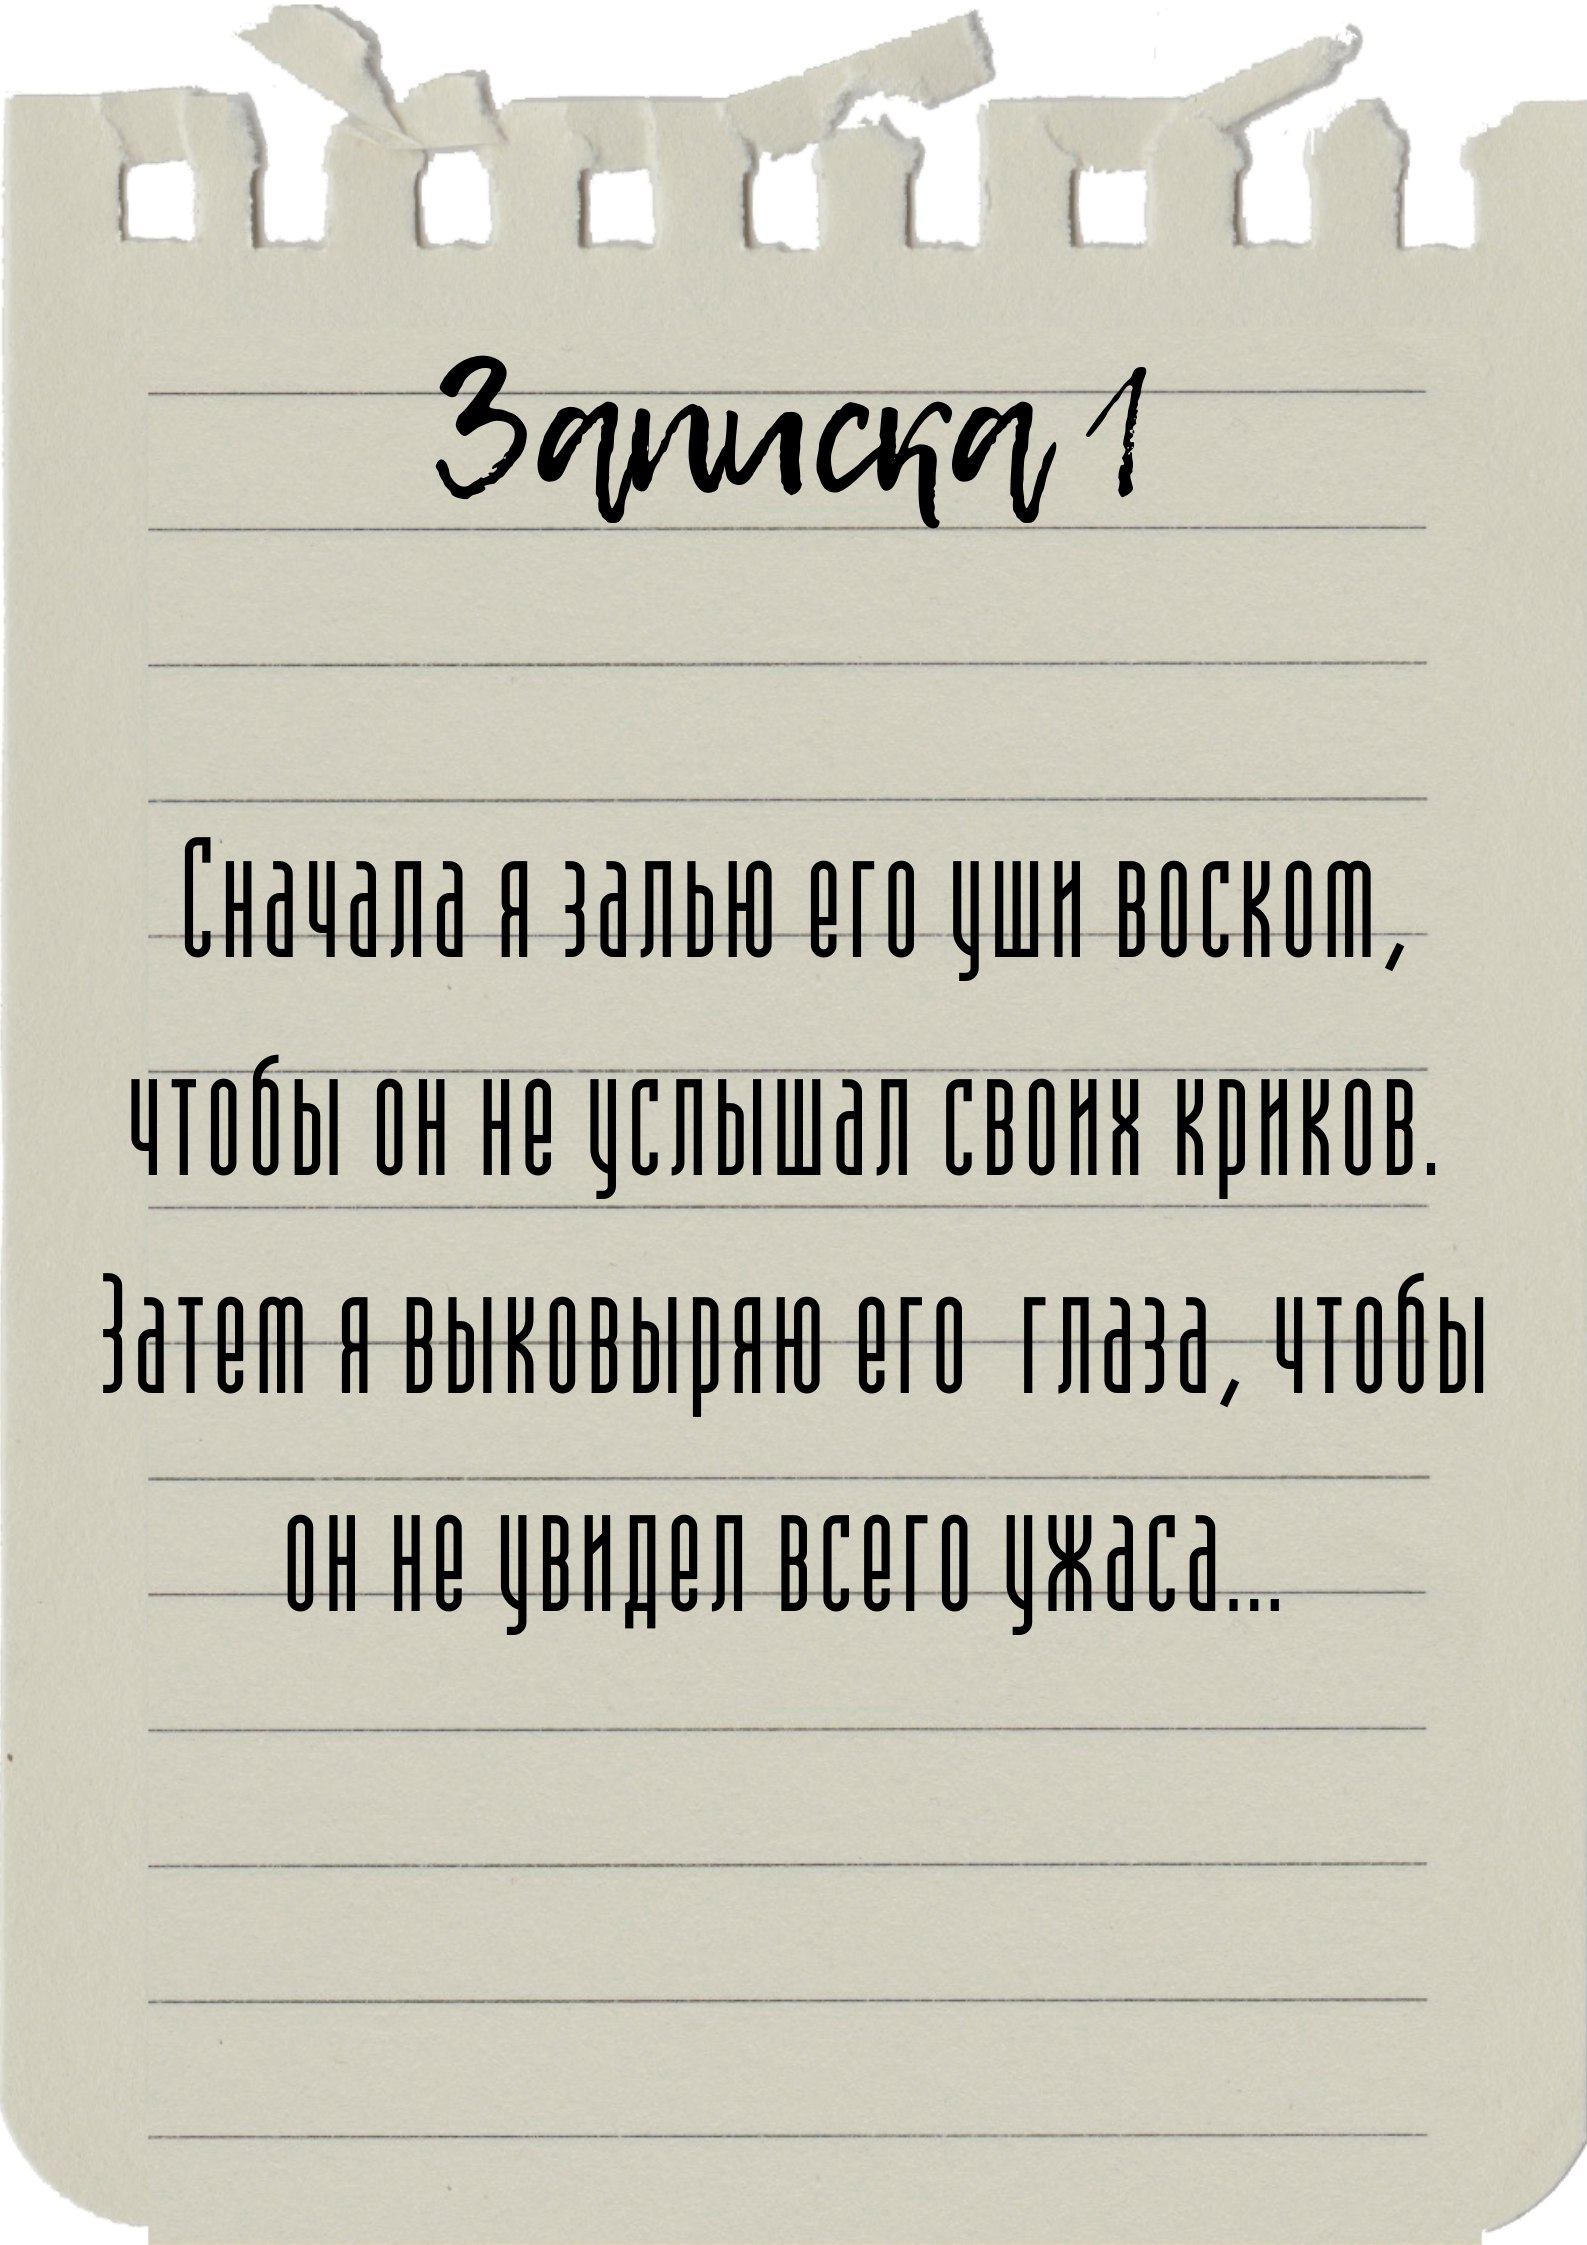 Записка 1
Сначала я залью его уши воском,
чтобы он не услышал своих криков.
Затем я выковыряю его глаза, чтобы
он не увидел всего ужаса...